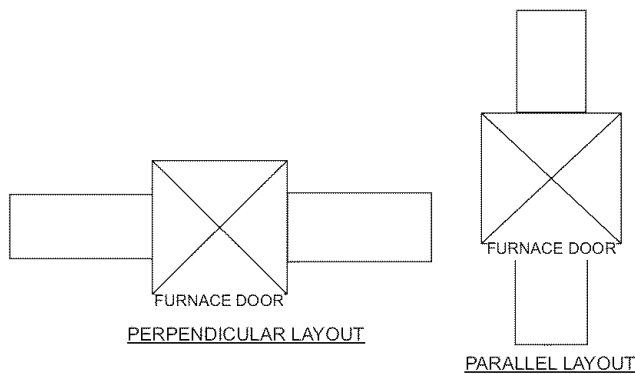 FURNACE DOOR
PERPENDICULAR LAYOUT
FURNACE DOOR
PARALLEL LAYOUT